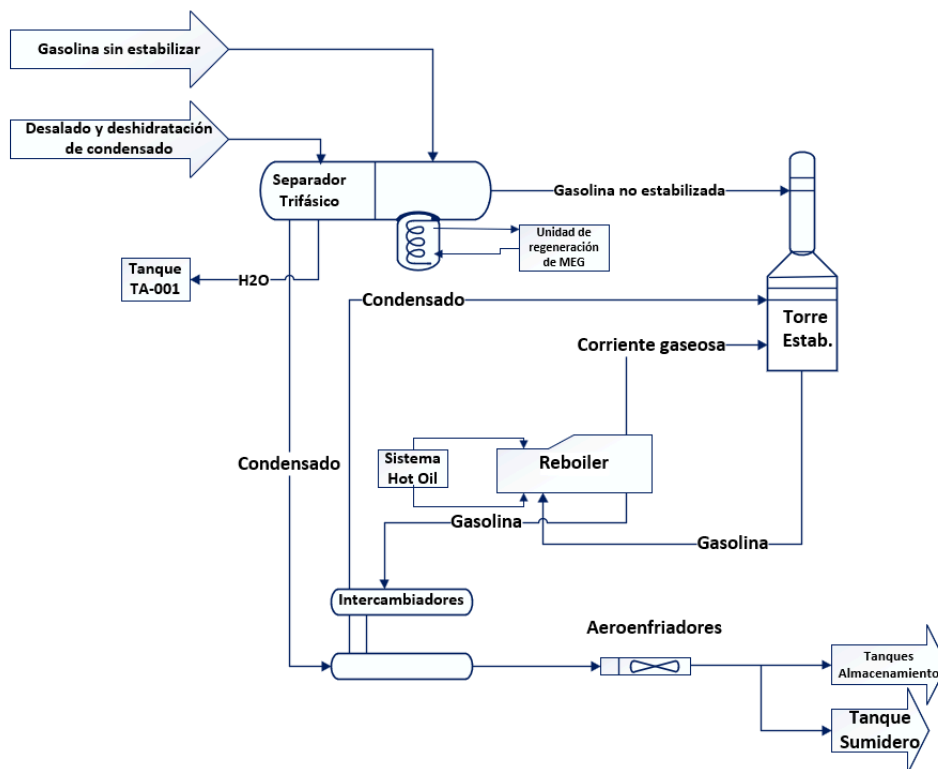 Gasolina sin estabilizar
Desalado y deshidratación
de condensado
Separador
Trifásico
Gasolina no estabilizada
Unidad de
regeneración
de MEG
Tanque
TA-001
H2O
Condensado
Torre
Estab.
Corriente gaseosa
Condensado
Sistema
Hot Oil
Reboiler
Gasolina
Gasolina
Intercambiadores
Aeroenfriadores
Tanques
Almacenamiento
Tanque
Sumidero